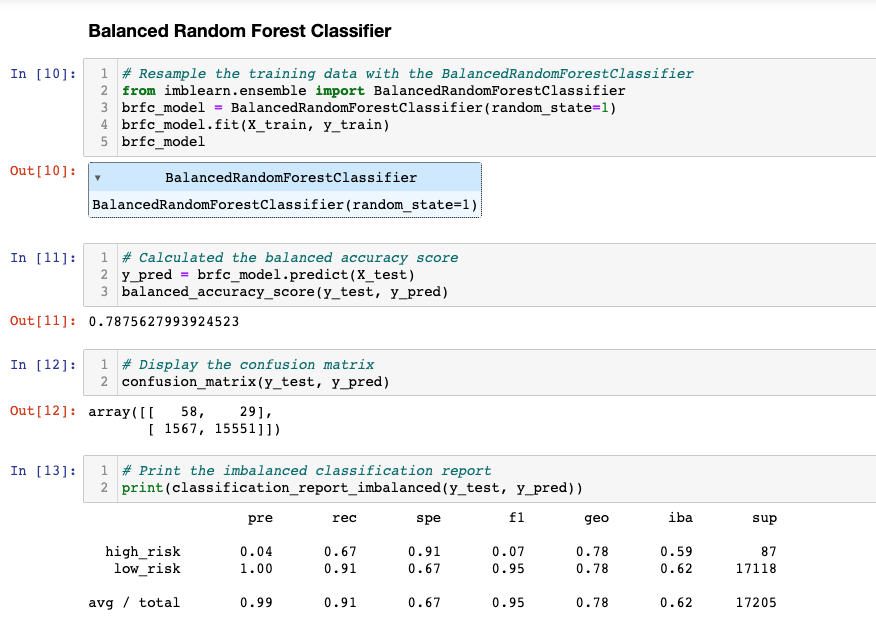 Balanced Random Forest Classifier
In [10]:
1 # Resample the training data with the BalancedRandomForestClassifier
2 from imblearn.ensemble import BalancedRandomForestClassifier
3 brfc_model = BalancedRandomForestClassifier(random_state=1)
4 brfc_model.fit(X_train, y_train)
5 brfc_model
Out[10]:
▾ BalancedRandomForestClassifier
BalancedRandomForestClassifier(random_state=1)
In [11]:
1 # Calculated the balanced accuracy score
2 y_pred = brfc_model.predict(X_test)
3 balanced_accuracy_score(y_test, y_pred)
Out[11]: 0.7875627993924523
In [12]:
1 # Display the confusion matrix
2 confusion_matrix(y_test, y_pred)
Out[12]: array([[   58,    29],
       [ 1567, 15551]])
In [13]:
1 # Print the imbalanced classification report
2 print(classification_report_imbalanced(y_test, y_pred))
pre rec spe f1 geo iba sup
high_risk 0.04 0.67 0.91 0.07 0.78 0.59 87
low_risk 1.00 0.91 0.67 0.95 0.78 0.62 17118
avg / total 0.99 0.91 0.67 0.95 0.78 0.62 17205